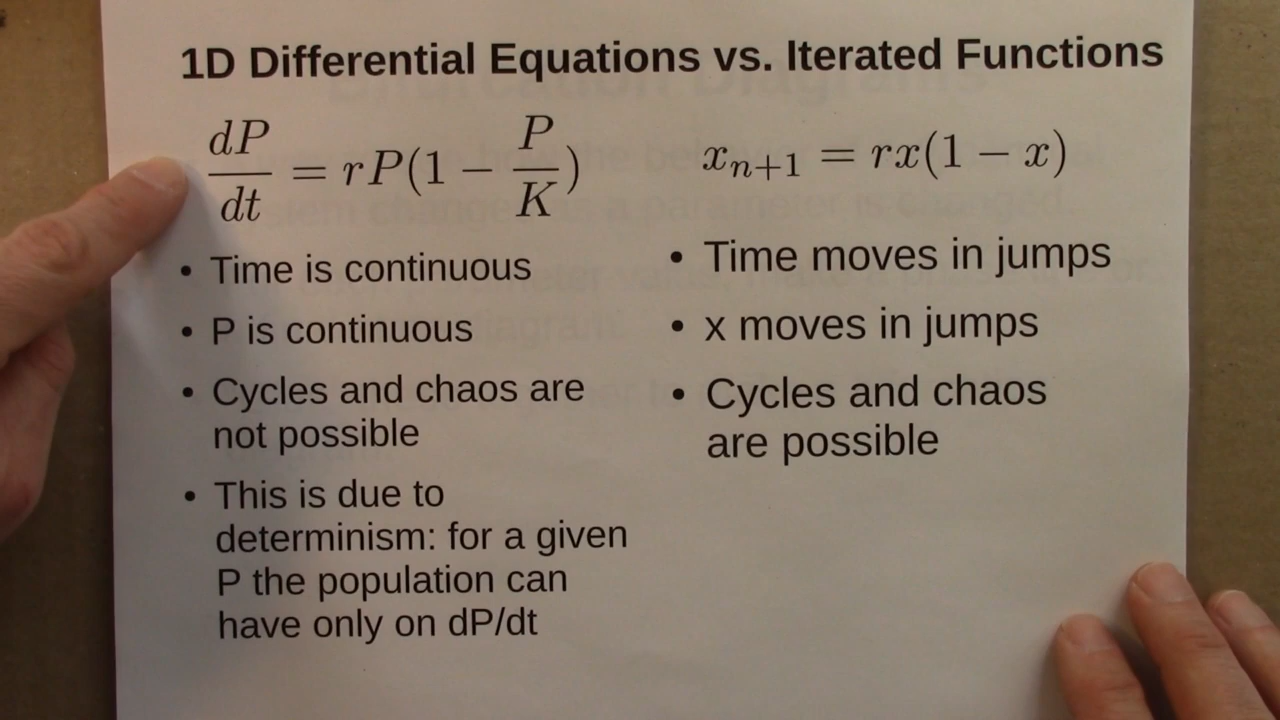 1D Differential Equations vs. Iterated Functions
dP/dt = rP(1 − P/K)
• Time is continuous
• P is continuous
• Cycles and chaos are
not possible
• This is due to
determinism: for a given
P the population can
have only on dP/dt
xₙ₊₁ = rx(1 − x)
• Time moves in jumps
• x moves in jumps
• Cycles and chaos
are possible